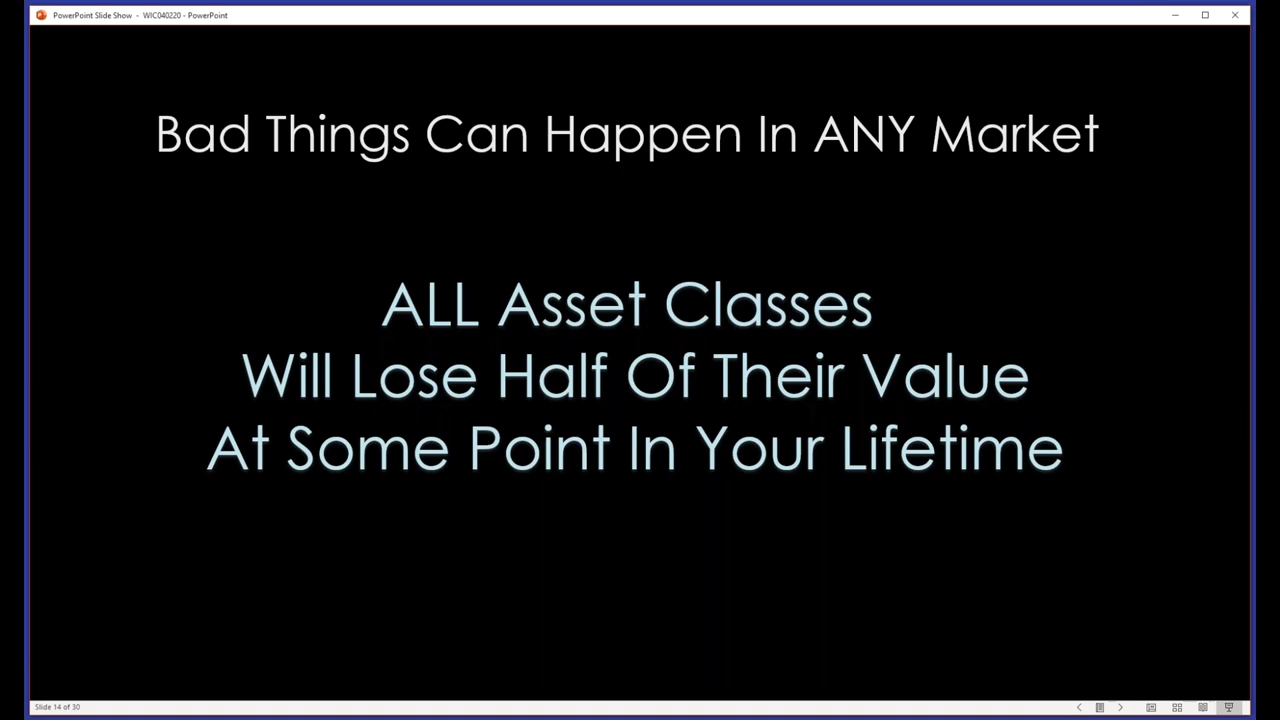 PowerPoint Slide Show - WIC040220 - PowerPoint
Bad Things Can Happen In ANY Market
ALL Asset Classes
Will Lose Half Of Their Value
At Some Point In Your Lifetime
Slide 14 of 30